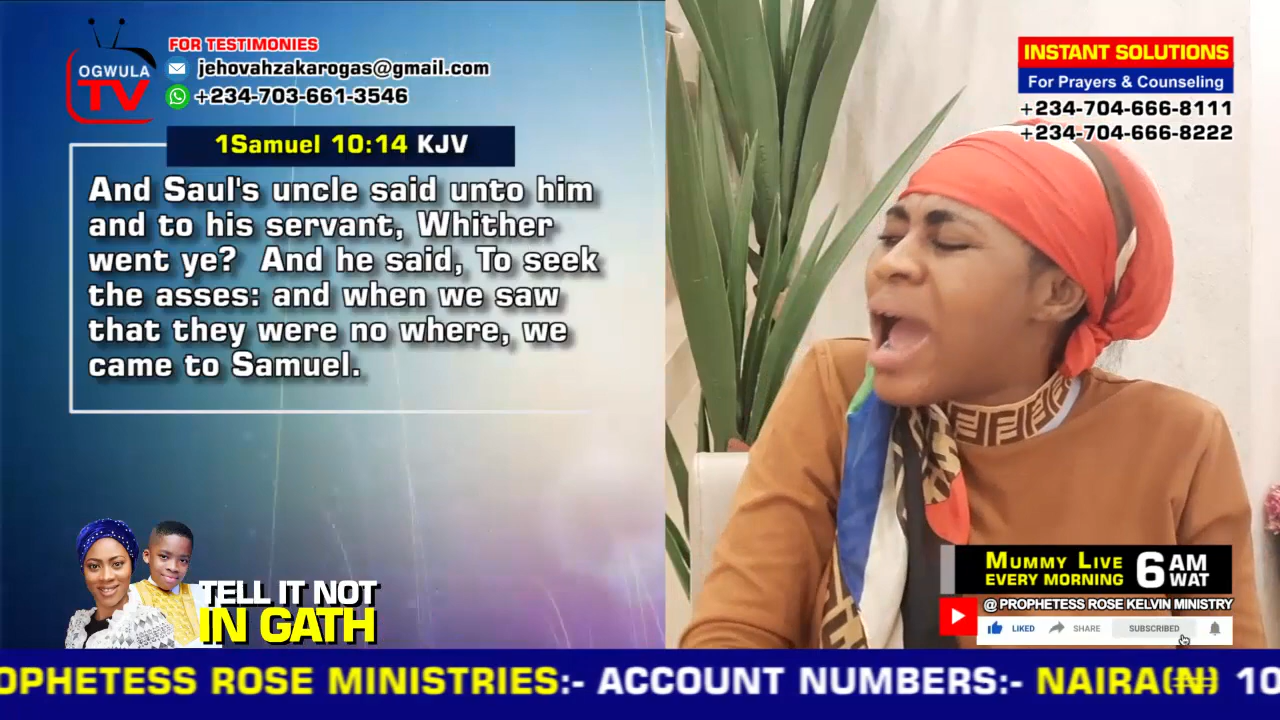 OGWULA
TV
FOR TESTIMONIES
jehovahzakarogas@gmail.com
+234-703-661-3546
1Samuel 10:14 KJV
And Saul's uncle said unto him
and to his servant, Whither
went ye? And he said, To seek
the asses: and when we saw
that they were no where, we
came to Samuel.
TELL IT NOT
IN GATH
INSTANT SOLUTIONS
For Prayers & Counseling
+234-704-666-8111
+234-704-666-8222
MUMMY LIVE
EVERY MORNING
6 AM
WAT
@ PROPHETESS ROSE KELVIN MINISTRY
LIKED SHARE SUBSCRIBED
OPHETESS ROSE MINISTRIES:- ACCOUNT NUMBERS:- NAIRA(N) 10